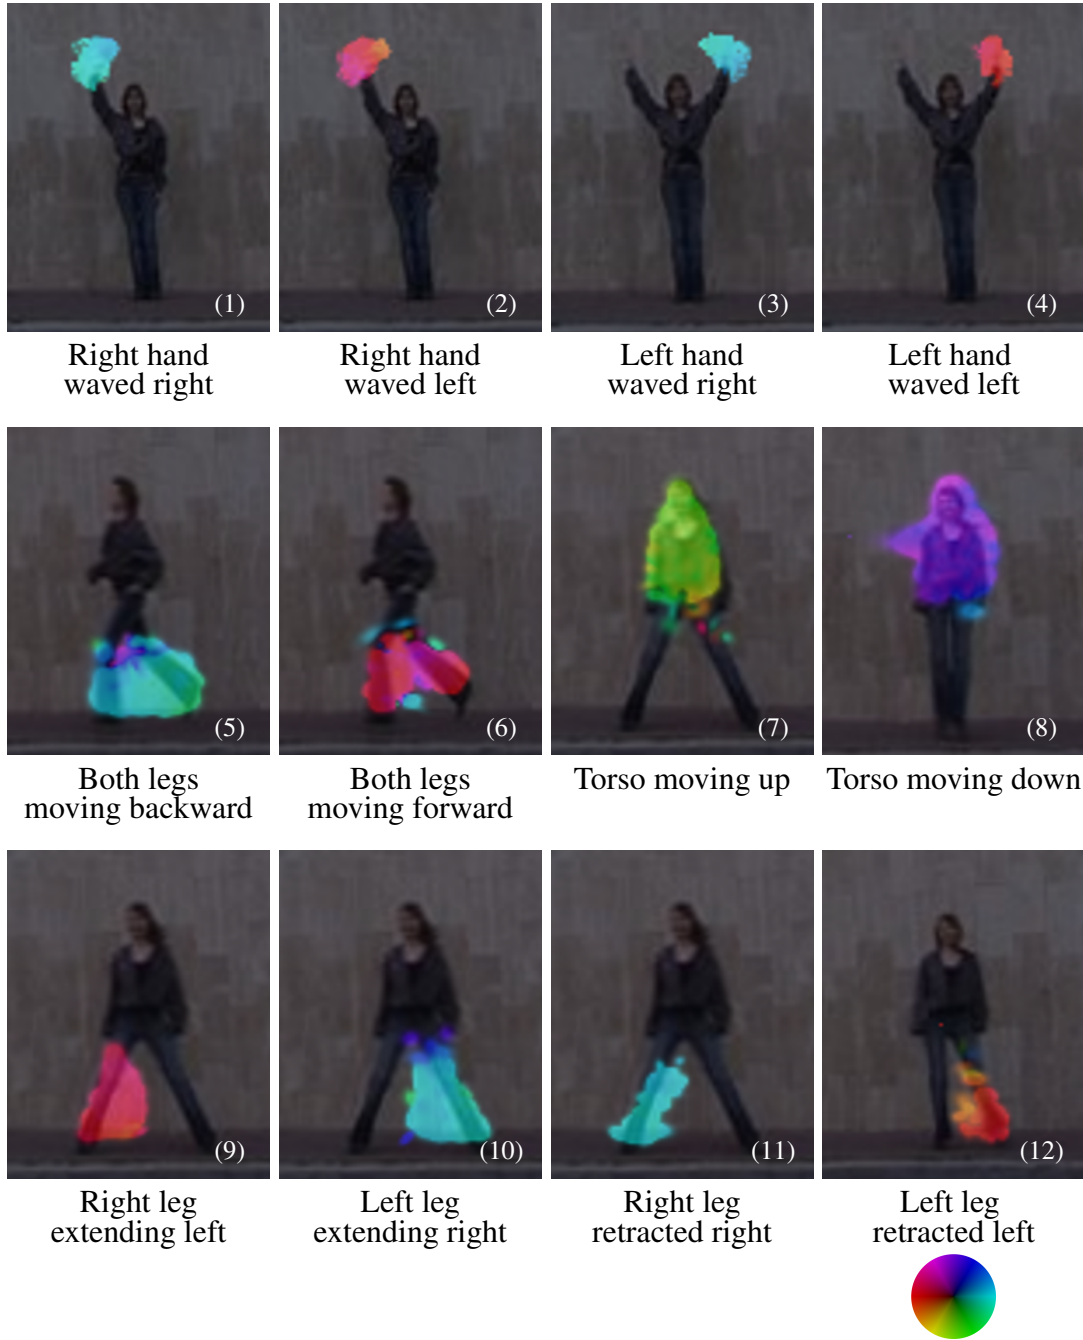 (1)
(2)
(3)
(4)
Right hand
waved right
Right hand
waved left
Left hand
waved right
Left hand
waved left
(5)
(6)
(7)
(8)
Both legs
moving backward
Both legs
moving forward
Torso moving up
Torso moving down
(9)
(10)
(11)
(12)
Right leg
extending left
Left leg
extending right
Right leg
retracted right
Left leg
retracted left